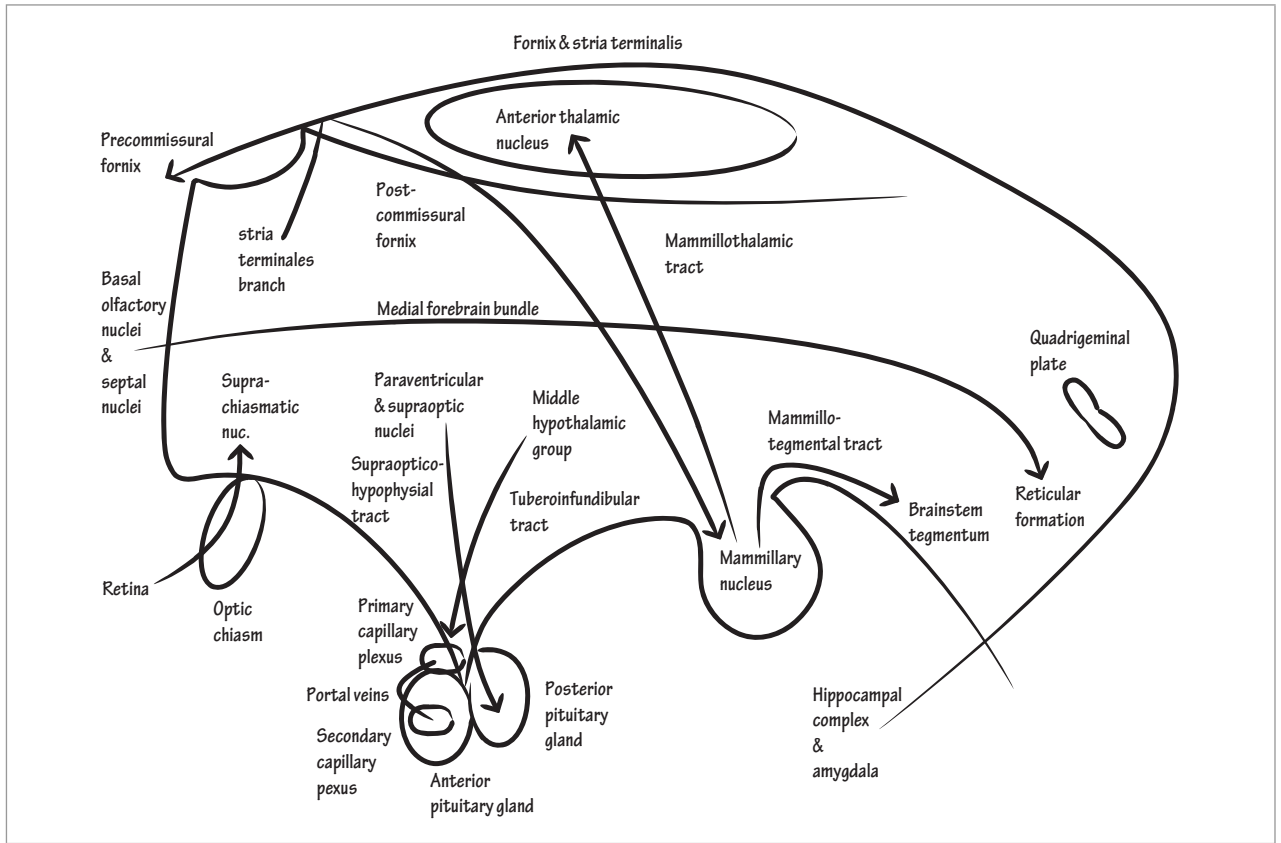 Fornix & stria terminalis
Anterior thalamic
nucleus
Precommissural
fornix
Post-
commissural
fornix
stria
terminales
branch
Mammillothalamic
tract
Basal
olfactory
nuclei
&
septal
nuclei
Medial forebrain bundle
Quadrigeminal
plate
Supra-
chiasmatic
nuc.
Paraventricular
& supraoptic
nuclei
Middle
hypothalamic
group
Mammillo-
tegmental tract
Supraoptico-
hypophysial
tract
Tuberoinfundibular
tract
Reticular
formation
Brainstem
tegmentum
Mammillary
nucleus
Retina
Optic
chiasm
Primary
capillary
plexus
Portal veins
Secondary
capillary
pexus
Posterior
pituitary
gland
Anterior
pituitary gland
Hippocampal
complex
&
amygdala